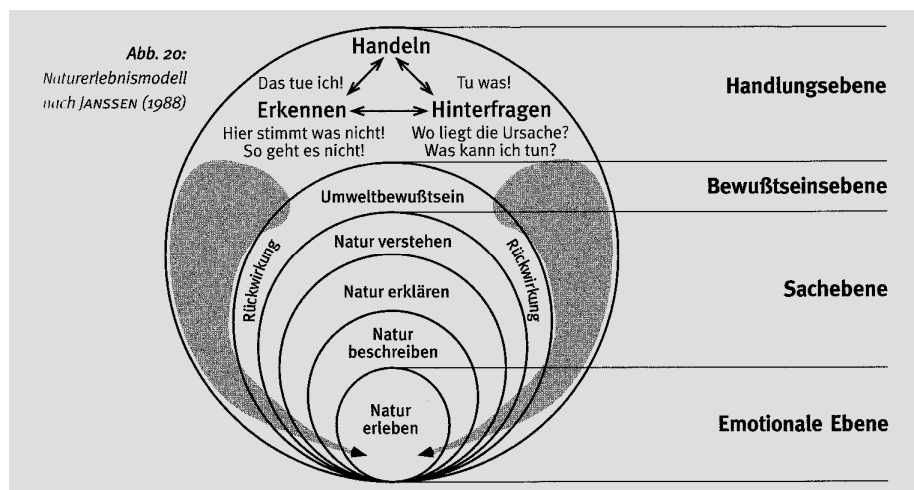 Abb. 20:
Naturerlebnismodell
nach JANSSEN (1988)
Handeln
Das tue ich!
Tu was!
Erkennen
Hinterfragen
Hier stimmt was nicht!
So geht es nicht!
Wo liegt die Ursache?
Was kann ich tun?
Umweltbewußtsein
Natur verstehen
Natur erklären
Natur
beschreiben
Natur
erleben
Rückwirkung
Rückwirkung
Handlungsebene
Bewußtseinsebene
Sachebene
Emotionale Ebene